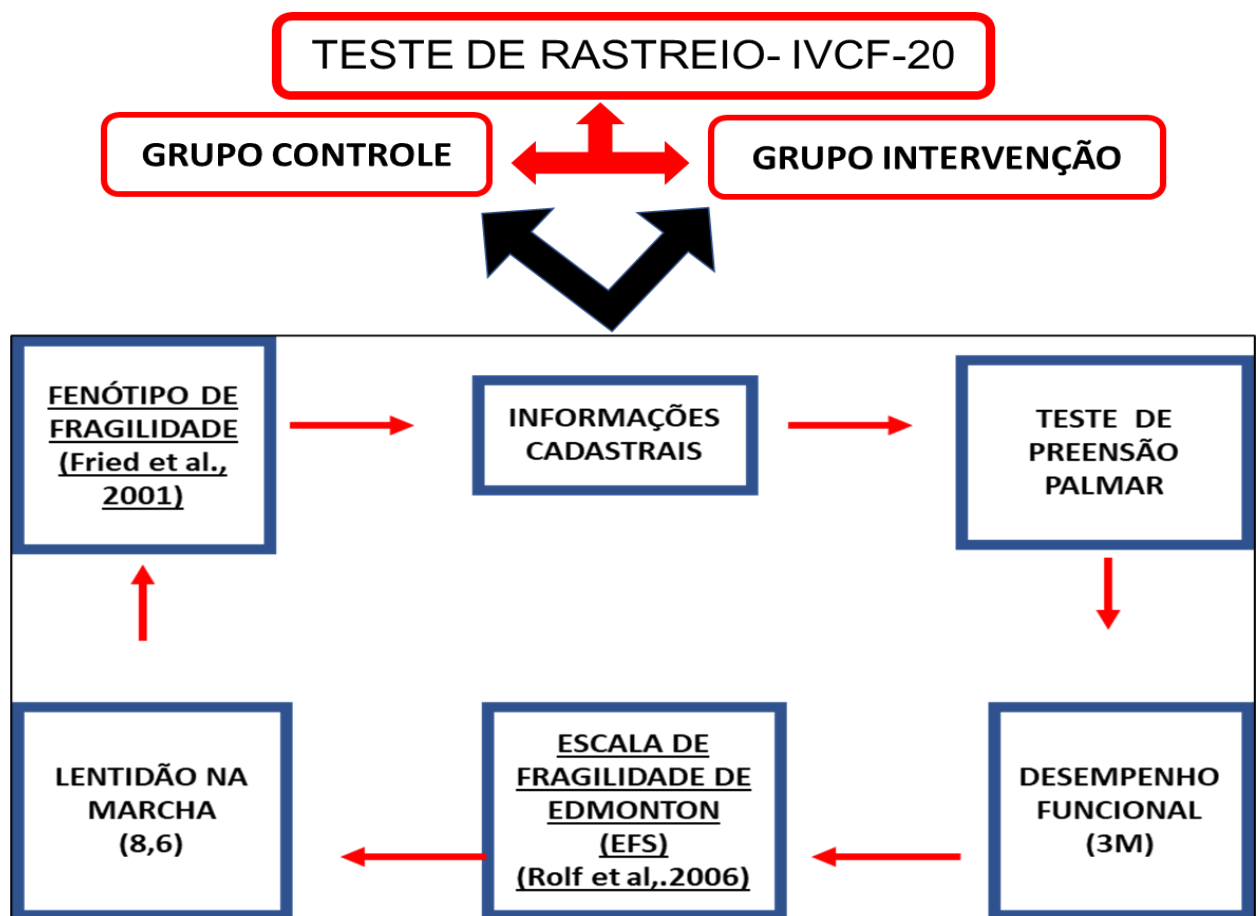 TESTE DE RASTREIO- IVCF-20
GRUPO CONTROLE
GRUPO INTERVENÇÃO
FENÓTIPO DE
FRAGILIDADE
(Fried et al.,
2001)
INFORMAÇÕES
CADASTRAIS
TESTE DE
PREENSÃO
PALMAR
LENTIDÃO NA
MARCHA
(8,6)
ESCALA DE
FRAGILIDADE DE
EDMONTON
(EFS)
(Rolf et al,.2006)
DESEMPENHO
FUNCIONAL
(3M)